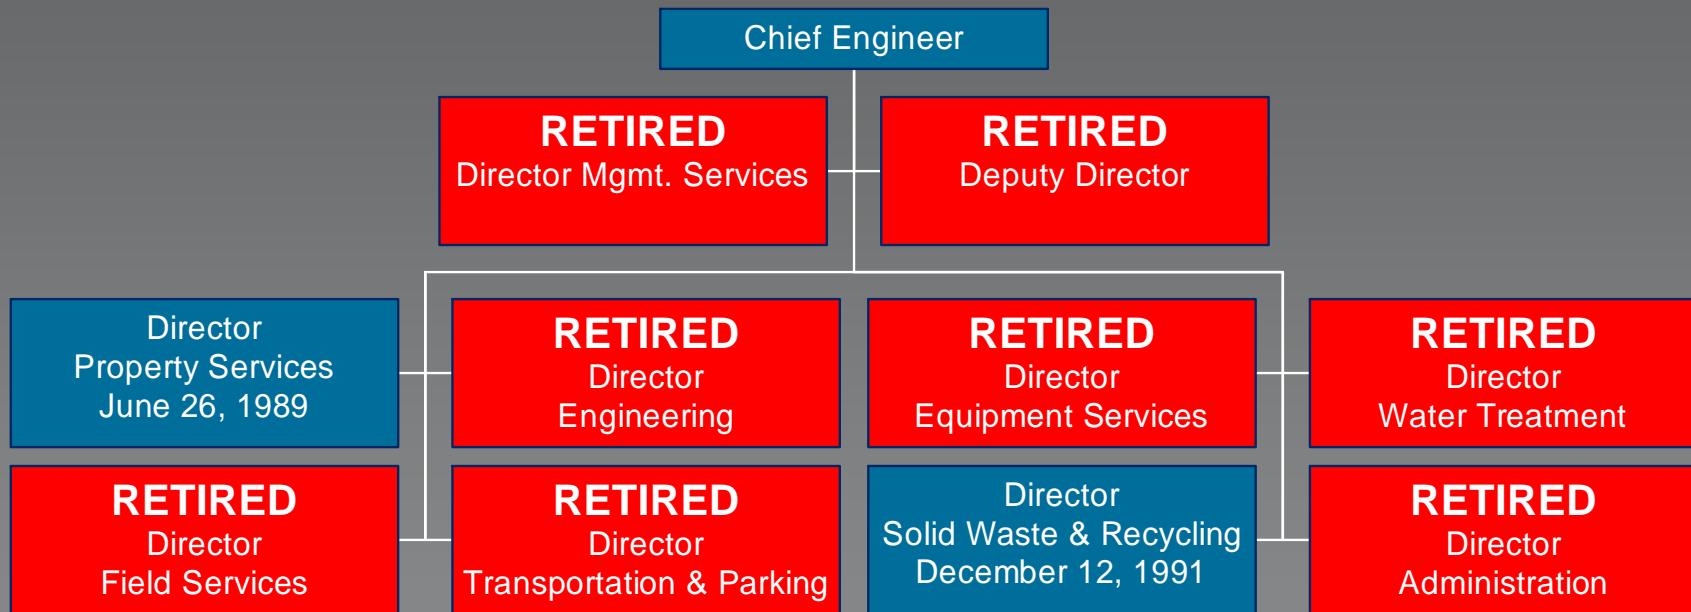 Chief Engineer
RETIRED
Director Mgmt. Services
RETIRED
Deputy Director
Director
Property Services
June 26, 1989
RETIRED
Director
Engineering
RETIRED
Director
Equipment Services
RETIRED
Director
Water Treatment
RETIRED
Director
Field Services
RETIRED
Director
Transportation & Parking
Director
Solid Waste & Recycling
December 12, 1991
RETIRED
Director
Administration